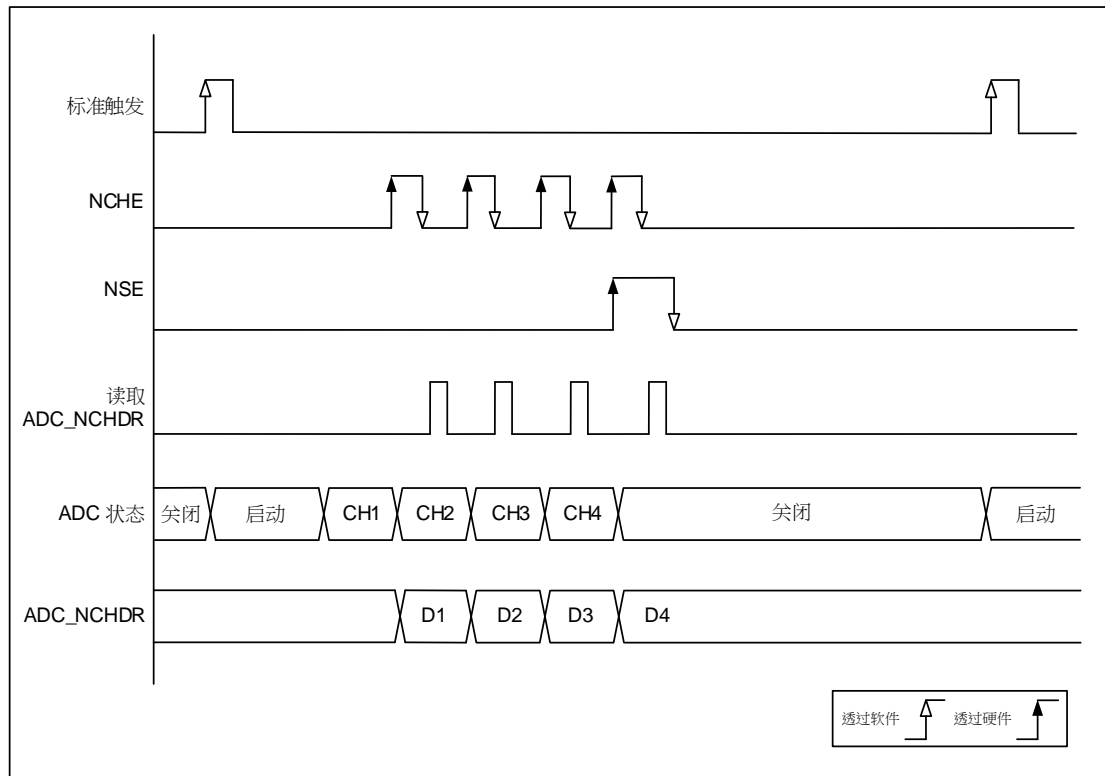 标准触发
NCHE
NSE
读取
ADC_NCHDR
ADC 状态
关闭
启动
CH1
CH2
CH3
CH4
关闭
启动
ADC_NCHDR
D1
D2
D3
D4
透过软件
透过硬件